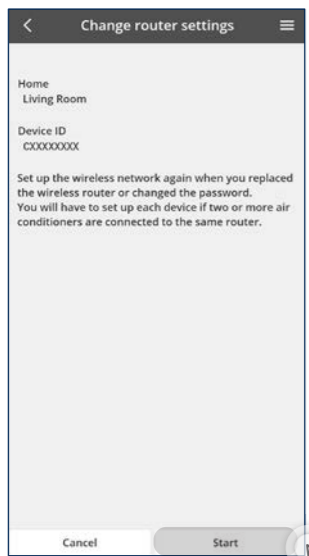 Change router settings
Home
Living Room
Device ID
CXXXXXXXX
Set up the wireless network again when you replaced
the wireless router or changed the password.
You will have to set up each device if two or more air
conditioners are connected to the same router.
Cancel
Start